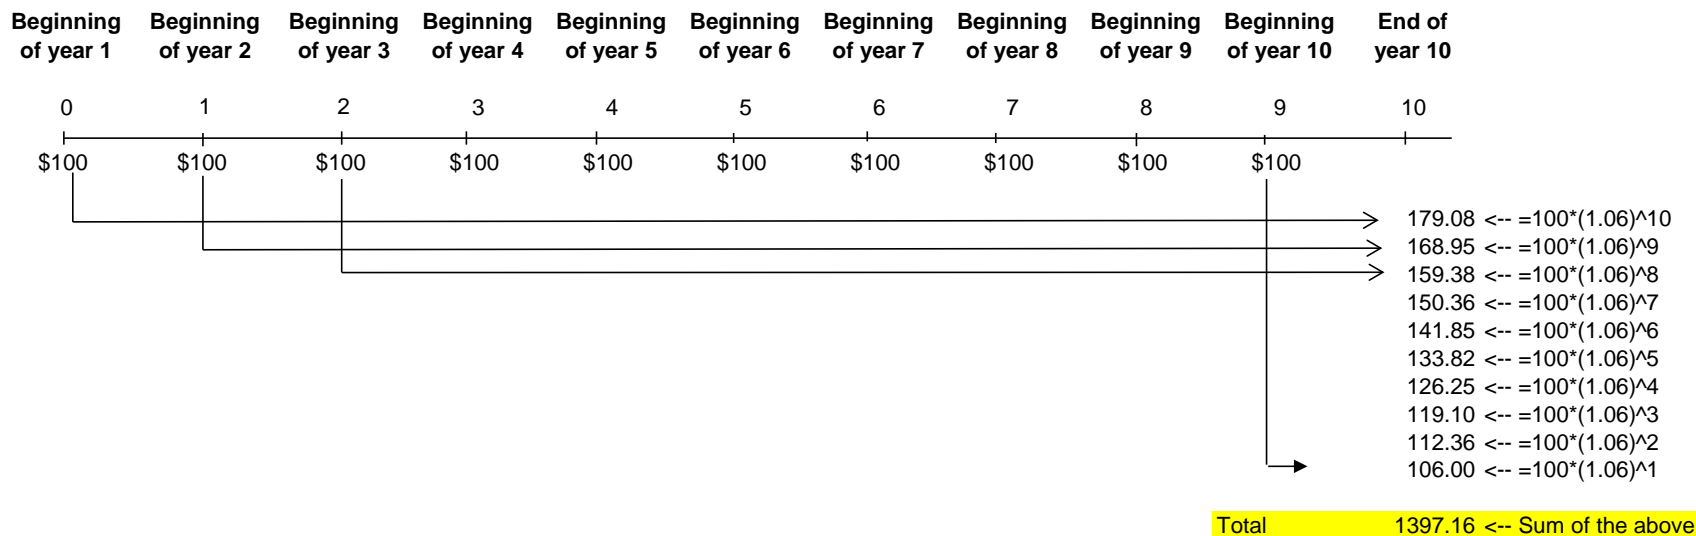 Beginning Beginning Beginning Beginning Beginning Beginning Beginning Beginning Beginning Beginning End of
of year 1 of year 2 of year 3 of year 4 of year 5 of year 6 of year 7 of year 8 of year 9 of year 10 year 10
0 1 2 3 4 5 6 7 8 9 10
$100 $100 $100 $100 $100 $100 $100 $100 $100 $100
179.08 <-- =100*(1.06)^10
168.95 <-- =100*(1.06)^9
159.38 <-- =100*(1.06)^8
150.36 <-- =100*(1.06)^7
141.85 <-- =100*(1.06)^6
133.82 <-- =100*(1.06)^5
126.25 <-- =100*(1.06)^4
119.10 <-- =100*(1.06)^3
112.36 <-- =100*(1.06)^2
106.00 <-- =100*(1.06)^1
Total 1397.16 <-- Sum of the above